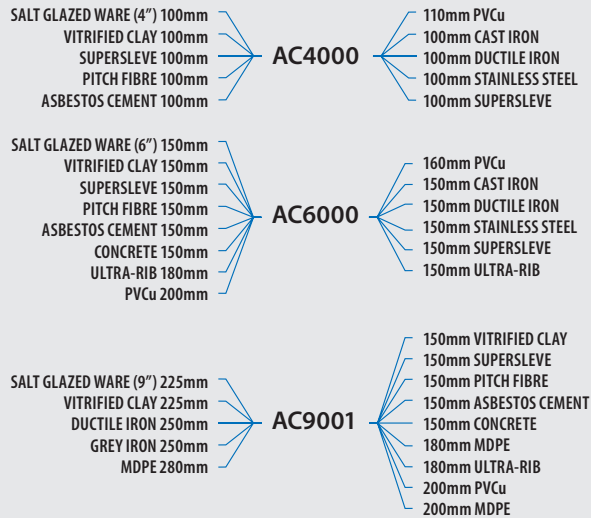 SALT GLAZED WARE (4″) 100mm
VITRIFIED CLAY 100mm
SUPERSLEVE 100mm
PITCH FIBRE 100mm
ASBESTOS CEMENT 100mm
AC4000
110mm PVCu
100mm CAST IRON
100mm DUCTILE IRON
100mm STAINLESS STEEL
100mm SUPERSLEVE
SALT GLAZED WARE (6″) 150mm
VITRIFIED CLAY 150mm
SUPERSLEVE 150mm
PITCH FIBRE 150mm
ASBESTOS CEMENT 150mm
CONCRETE 150mm
ULTRA-RIB 180mm
PVCu 200mm
AC6000
160mm PVCu
150mm CAST IRON
150mm DUCTILE IRON
150mm STAINLESS STEEL
150mm SUPERSLEVE
150mm ULTRA-RIB
SALT GLAZED WARE (9″) 225mm
VITRIFIED CLAY 225mm
DUCTILE IRON 250mm
GREY IRON 250mm
MDPE 280mm
AC9001
150mm VITRIFIED CLAY
150mm SUPERSLEVE
150mm PITCH FIBRE
150mm ASBESTOS CEMENT
150mm CONCRETE
180mm MDPE
180mm ULTRA-RIB
200mm PVCu
200mm MDPE